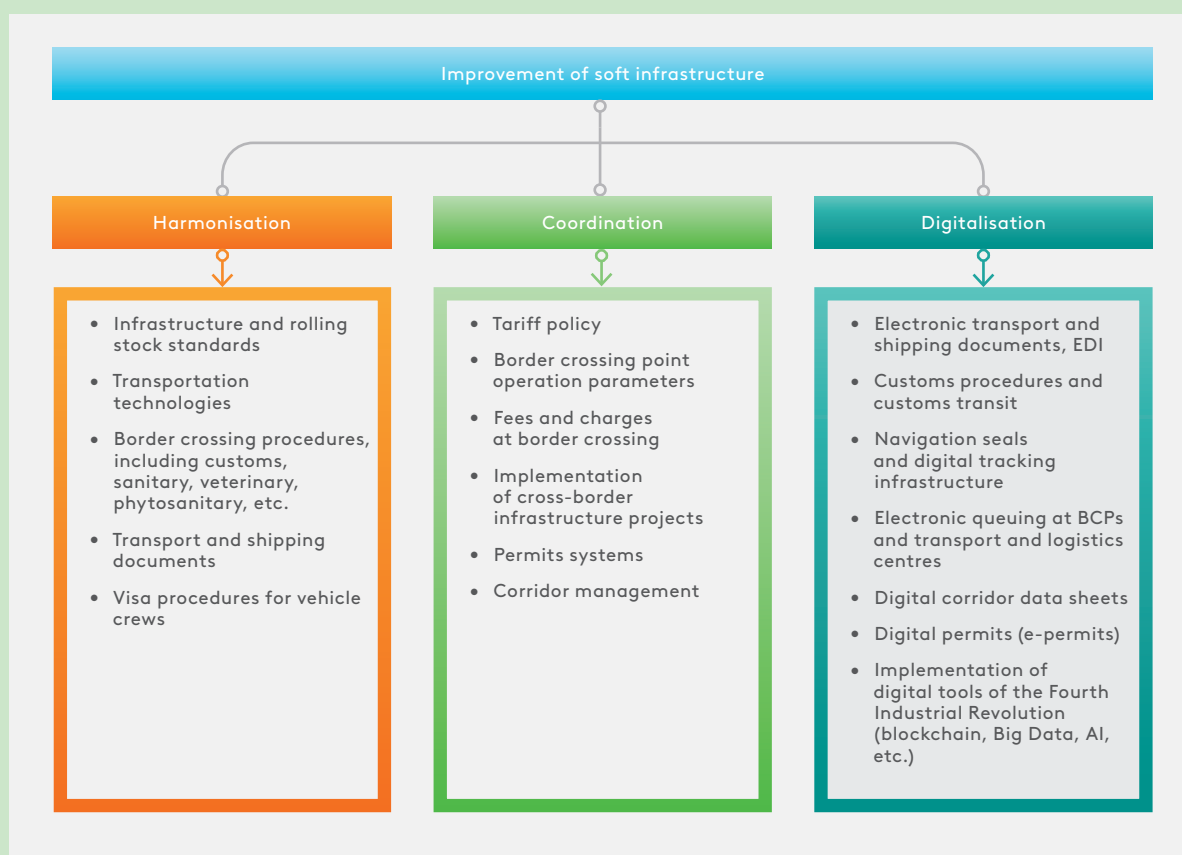 Improvement of soft infrastructure
Harmonisation
• Infrastructure and rolling
stock standards
• Transportation
technologies
• Border crossing procedures,
including customs,
sanitary, veterinary,
phytosanitary, etc.
• Transport and shipping
documents
• Visa procedures for vehicle
crews
Coordination
• Tariff policy
• Border crossing point
operation parameters
• Fees and charges
at border crossing
• Implementation
of cross-border
infrastructure projects
• Permits systems
• Corridor management
Digitalisation
• Electronic transport and
shipping documents, EDI
• Customs procedures and
customs transit
• Navigation seals
and digital tracking
infrastructure
• Electronic queuing at BCPs
and transport and logistics
centres
• Digital corridor data sheets
• Digital permits (e-permits)
• Implementation of
digital tools of the Fourth
Industrial Revolution
(blockchain, Big Data, AI,
etc.)